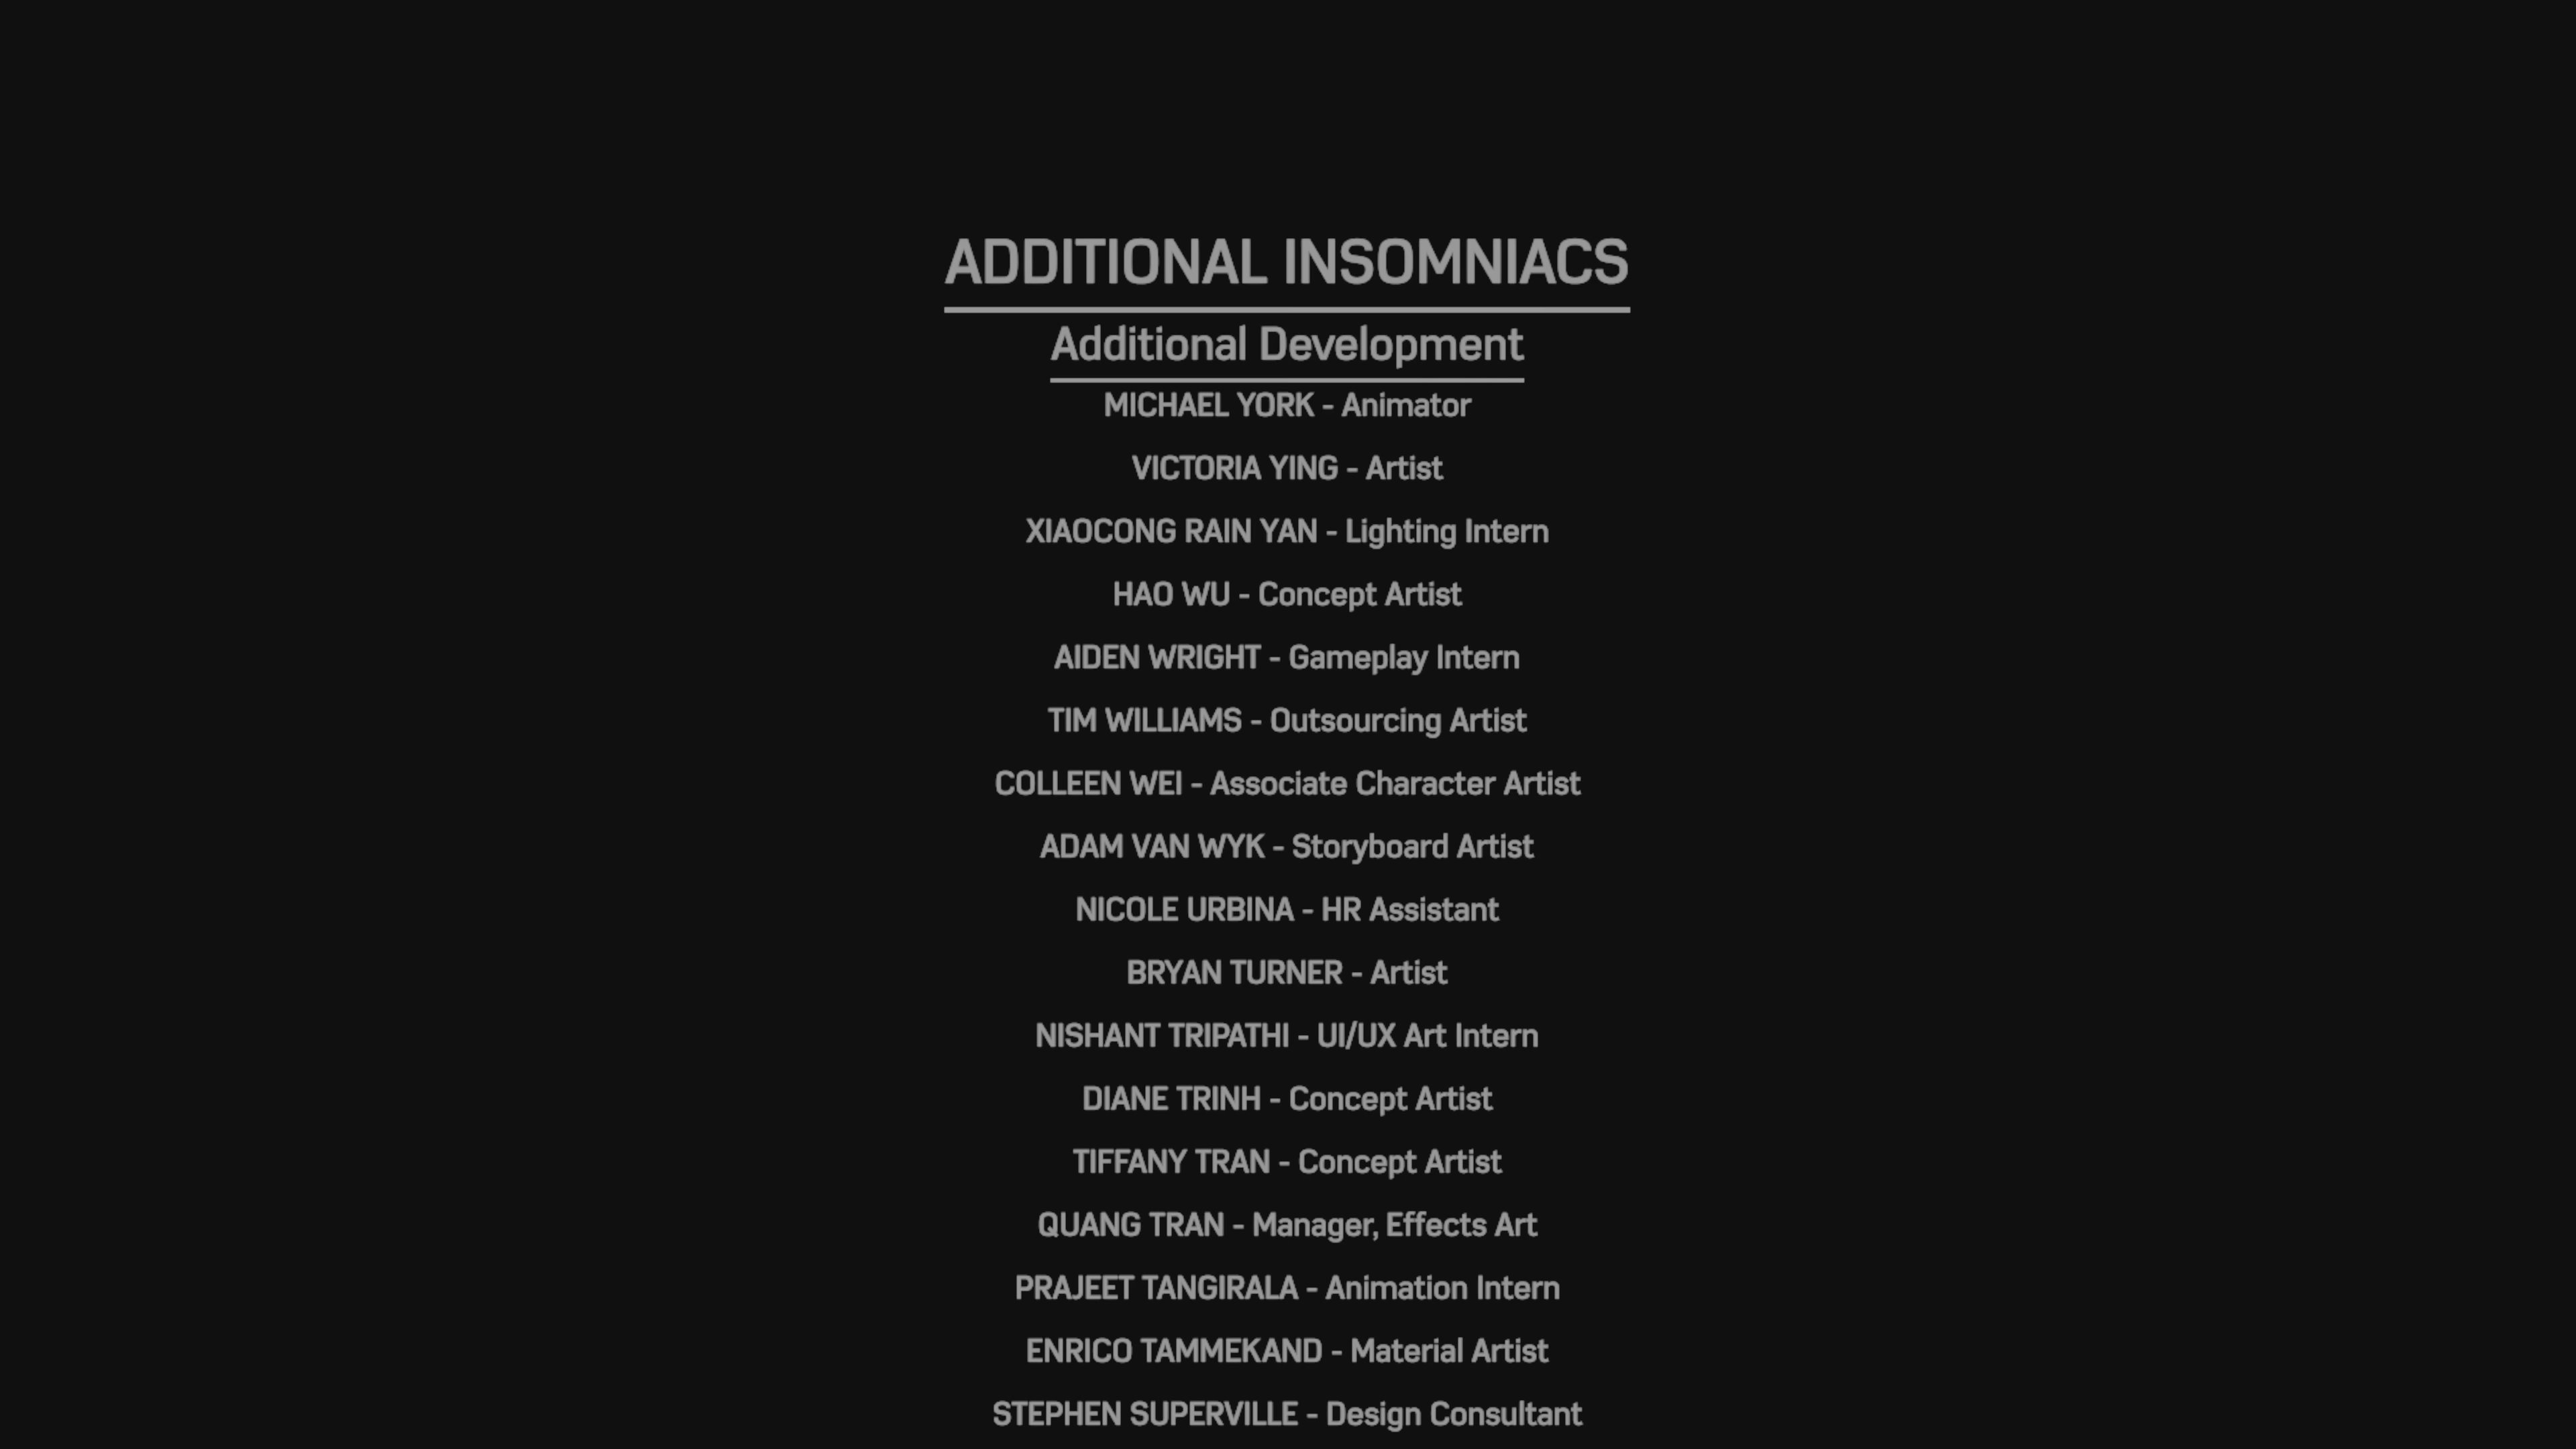 ADDITIONAL INSOMNIACS
Additional Development
MICHAEL YORK - Animator
VICTORIA YING - Artist
XIAOCONG RAIN YAN - Lighting Intern
HAO WU - Concept Artist
AIDEN WRIGHT - Gameplay Intern
TIM WILLIAMS - Outsourcing Artist
COLLEEN WEI - Associate Character Artist
ADAM VAN WYK - Storyboard Artist
NICOLE URBINA - HR Assistant
BRYAN TURNER - Artist
NISHANT TRIPATHI - UI/UX Art Intern
DIANE TRINH - Concept Artist
TIFFANY TRAN - Concept Artist
QUANG TRAN - Manager, Effects Art
PRAJEET TANGIRALA - Animation Intern
ENRICO TAMMEKAND - Material Artist
STEPHEN SUPERVILLE - Design Consultant